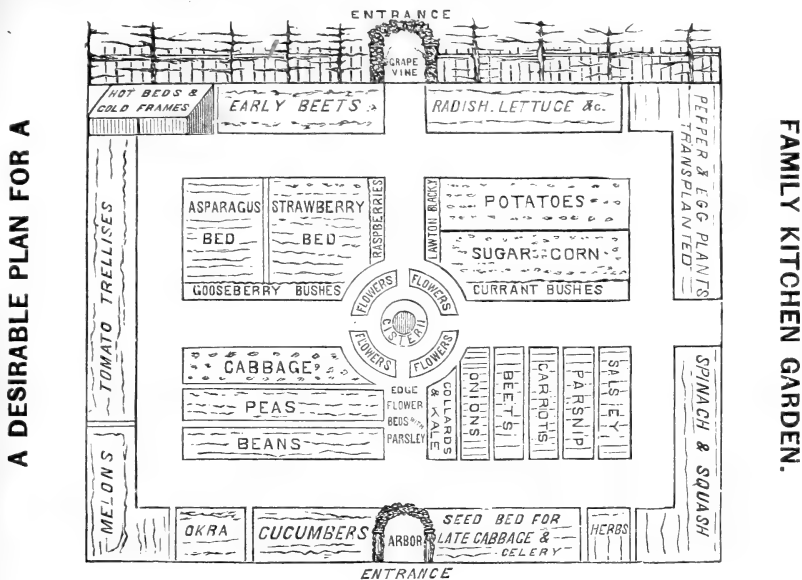 A DESIRABLE PLAN FOR A
FAMILY KITCHEN GARDEN.
ENTRANCE
GRAPE
VINE
HOT BEDS &
COLD FRAMES
EARLY BEETS
RADISH. LETTUCE &c.
PEPPER & EGG PLANTS
TRANSPLANTED
TOMATO TRELLISES
ASPARAGUS
BED
STRAWBERRY
BED
RASPBERRIES
GOOSEBERRY BUSHES
LAWTON BLACKY
POTATOES
SUGAR CORN
CURRANT BUSHES
FLOWERS
FLOWERS
CISTERN
FLOWERS
FLOWERS
CABBAGE
PEAS
BEANS
EDGE
FLOWER
BEDS WITH
PARSLEY
COLLARDS
& KALE
ONIONS
BEETS
CARROTS
PARSNIP
SALSIFY
SPINACH & SQUASH
MELONS
OKRA
CUCUMBERS
ARBOR
SEED BED FOR
LATE CABBAGE &
CELERY
HERBS
ENTRANCE